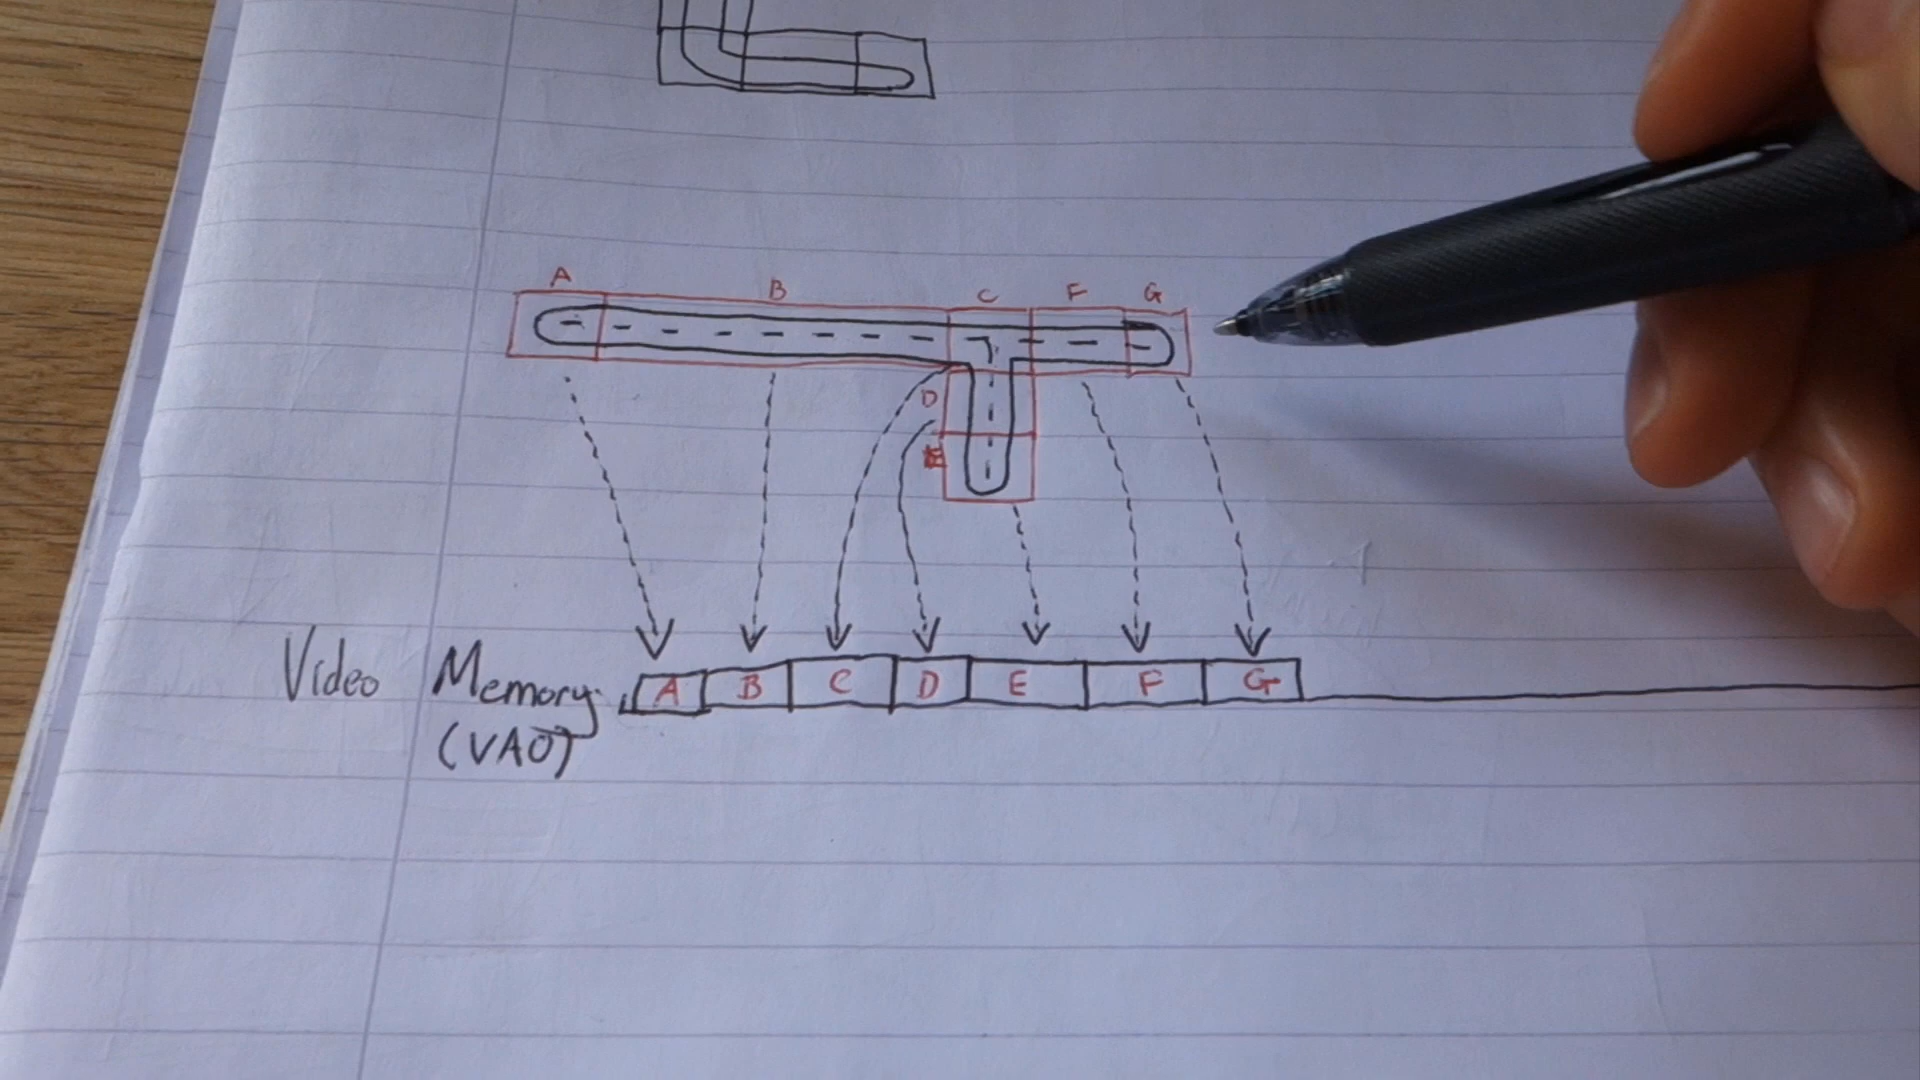 A B C F G
D
E
Video Memory A B C D E F G
(VAO)